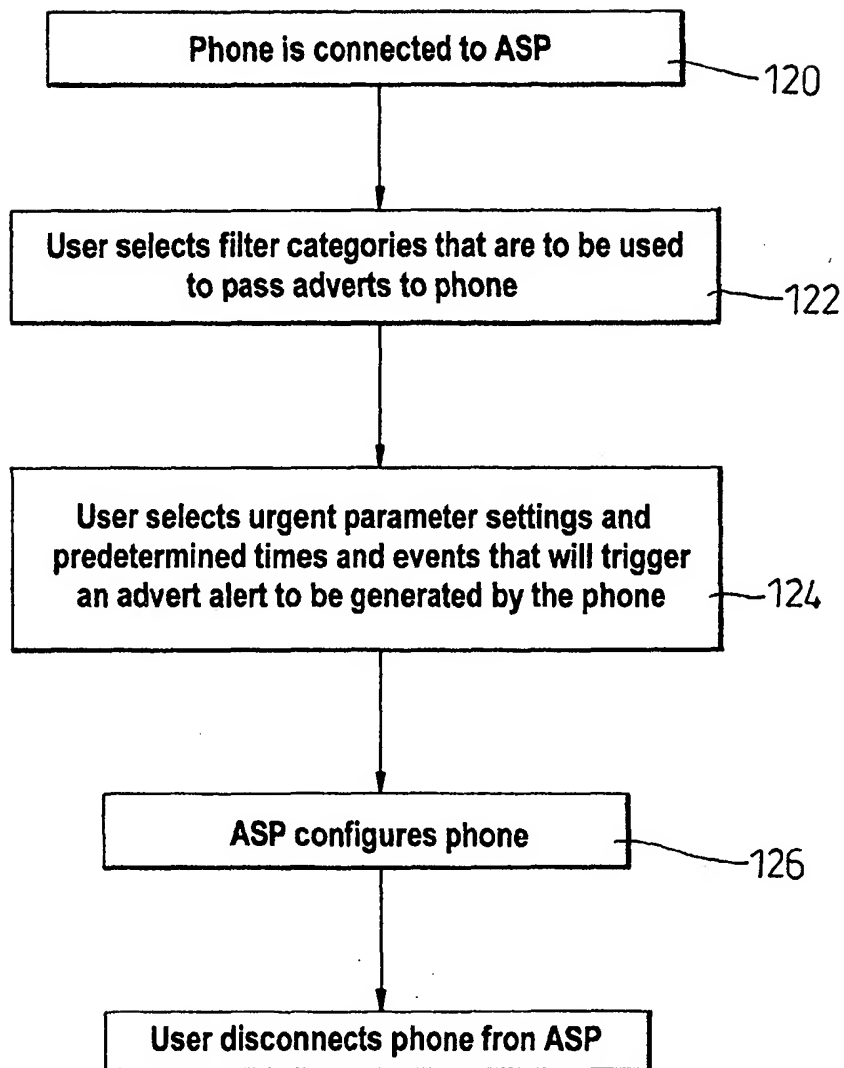 Phone is connected to ASP
120
User selects filter categories that are to be used
to pass adverts to phone
122
User selects urgent parameter settings and
predetermined times and events that will trigger
an advert alert to be generated by the phone
124
ASP configures phone
126
User disconnects phone fron ASP